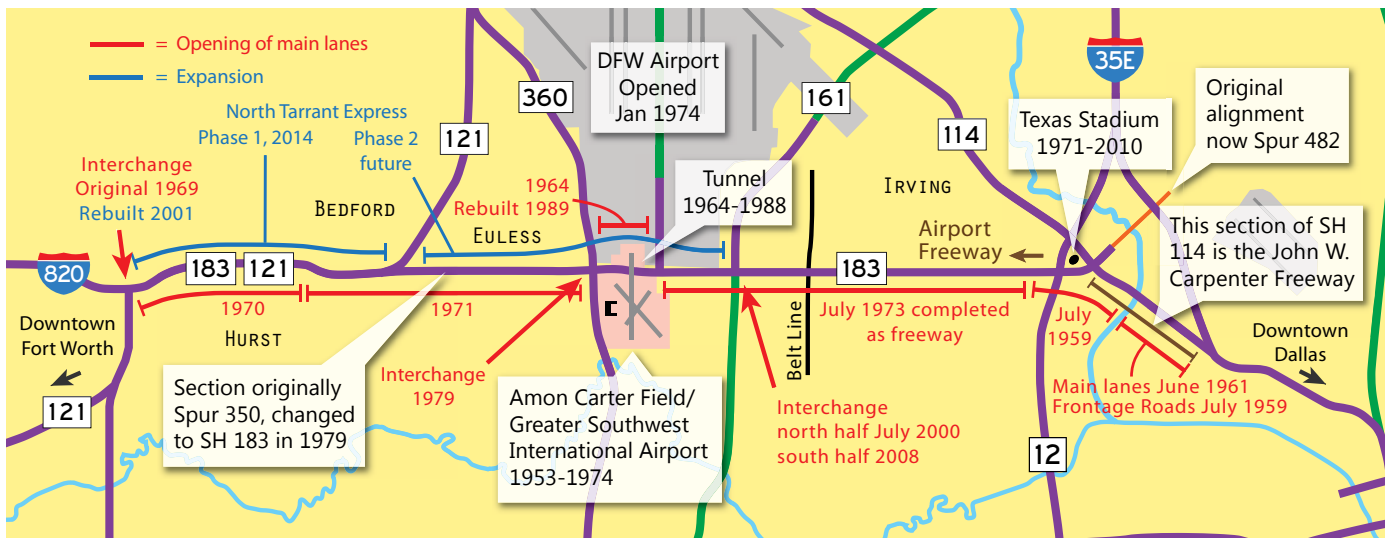 = Opening of main lanes
= Expansion
North Tarrant Express
Phase 1, 2014
Phase 2
future
Interchange
Original 1969
Rebuilt 2001
BEDFORD
121
360
DFW Airport
Opened
Jan 1974
161
114
35E
Texas Stadium
1971-2010
Original
alignment
now Spur 482
1964
Rebuilt 1989
EULESS
Tunnel
1964-1988
IRVING
Airport
Freeway
This section of SH
114 is the John W.
Carpenter Freeway
820
183
121
183
1970
1971
HURST
July 1973 completed
as freeway
July
1959
Belt Line
Downtown
Fort Worth
121
Section originally
Spur 350, changed
to SH 183 in 1979
Interchange
1979
Amon Carter Field/
Greater Southwest
International Airport
1953-1974
Interchange
north half July 2000
south half 2008
Main lanes June 1961
Frontage Roads July 1959
Downtown
Dallas
12